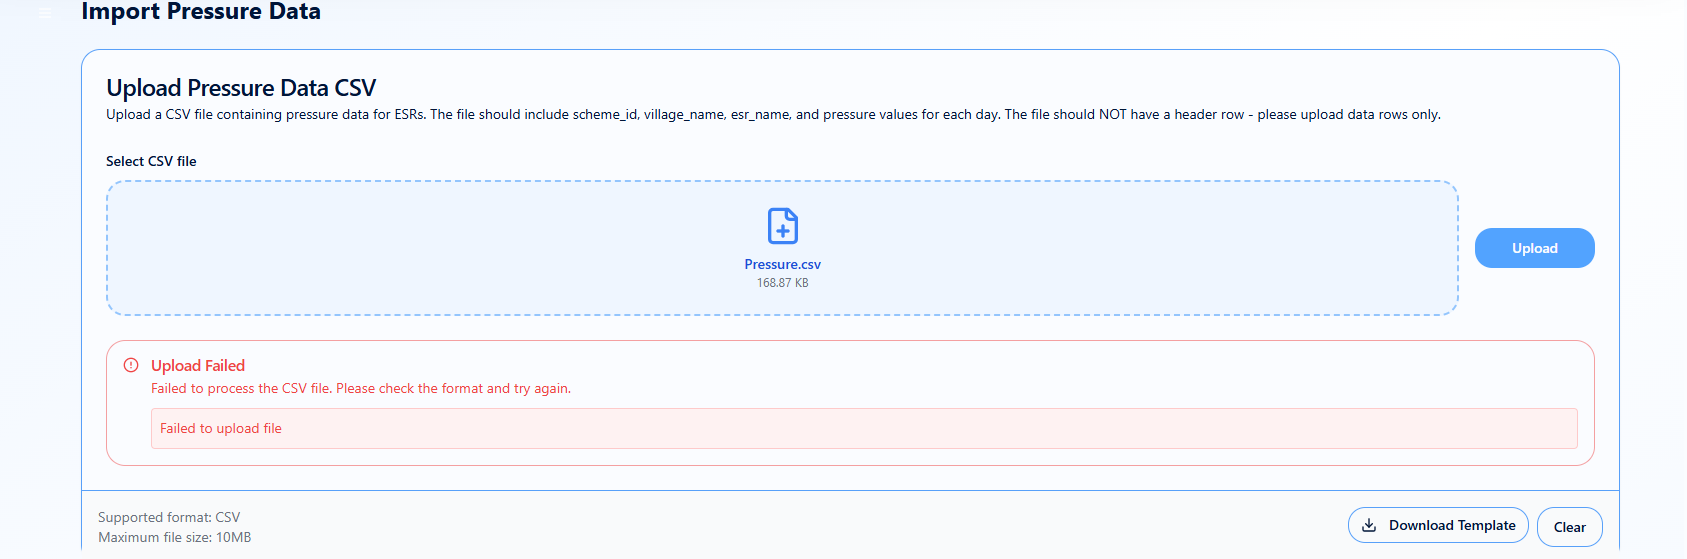 Import Pressure Data
Upload Pressure Data CSV
Upload a CSV file containing pressure data for ESRs. The file should include scheme_id, village_name, esr_name, and pressure values for each day. The file should NOT have a header row - please upload data rows only.
Select CSV file
Pressure.csv
168.87 KB
Upload
Upload Failed
Failed to process the CSV file. Please check the format and try again.
Failed to upload file
Supported format: CSV
Maximum file size: 10MB
Download Template
Clear